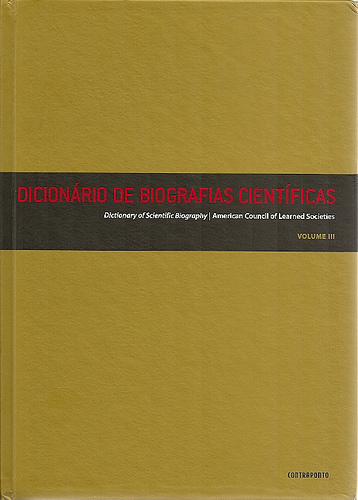 DICIONÁRIO DE BIOGRAFIAS CIENTÍFICAS
Dictionary of Scientific Biography | American Council of Learned Societies
VOLUME III
CONTRAPONTO